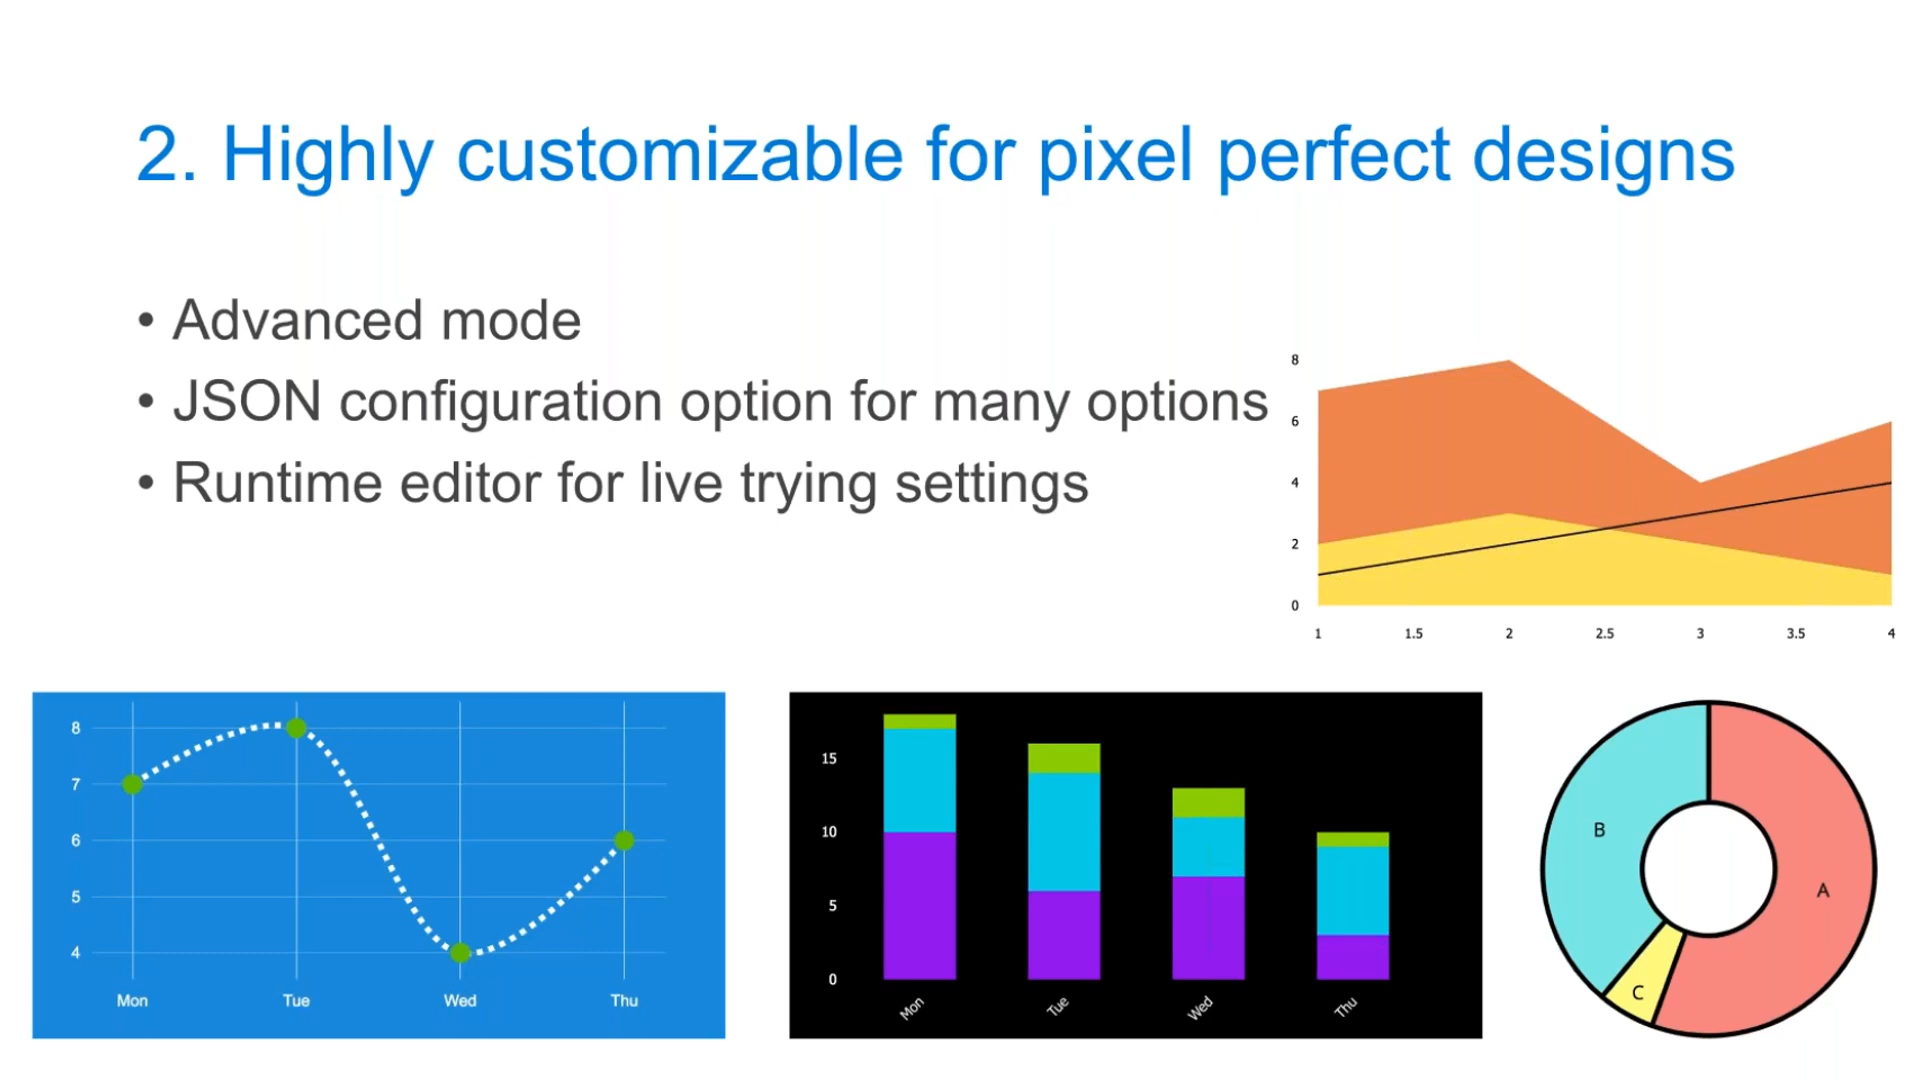 2. Highly customizable for pixel perfect designs
• Advanced mode
• JSON configuration option for many options
• Runtime editor for live trying settings
8
6
4
2
0
1 1.5 2 2.5 3 3.5 4
8
7
6
5
4
Mon Tue Wed Thu
15
10
5
0
Mon Tue Wed Thu
B
A
C